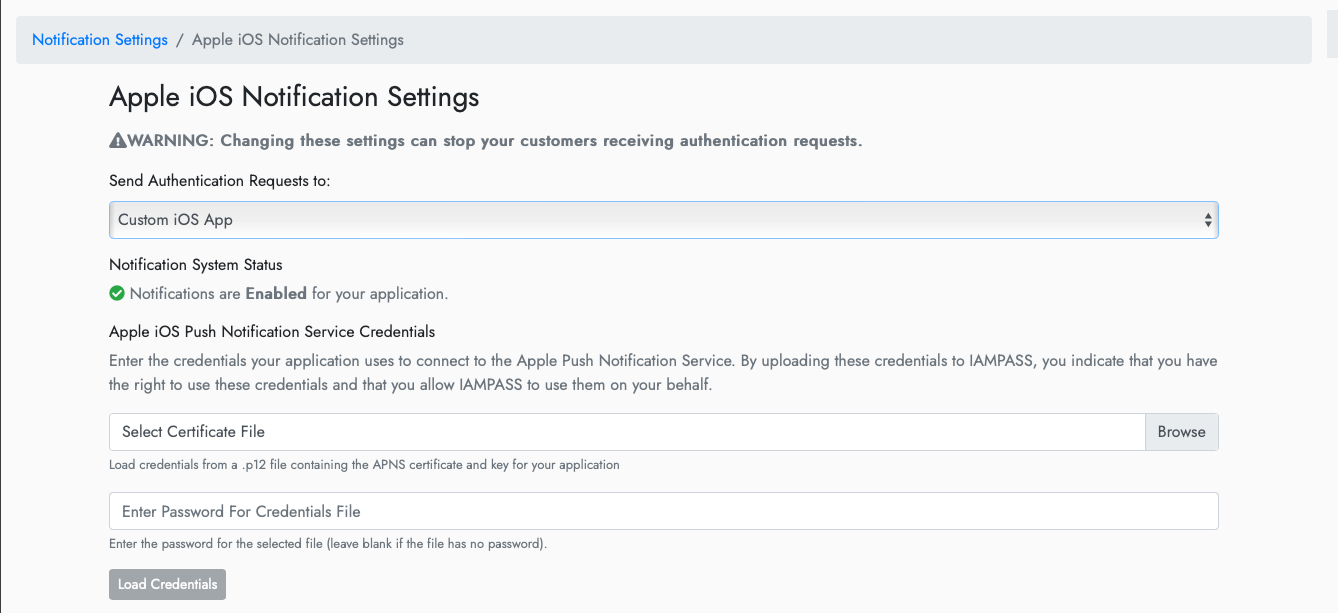 Notification Settings / Apple iOS Notification Settings
Apple iOS Notification Settings
WARNING: Changing these settings can stop your customers receiving authentication requests.
Send Authentication Requests to:
Custom iOS App
Notification System Status
Notifications are Enabled for your application.
Apple iOS Push Notification Service Credentials
Enter the credentials your application uses to connect to the Apple Push Notification Service. By uploading these credentials to IAMPASS, you indicate that you have
the right to use these credentials and that you allow IAMPASS to use them on your behalf.
Select Certificate File Browse
Load credentials from a .p12 file containing the APNS certificate and key for your application
Enter Password For Credentials File
Enter the password for the selected file (leave blank if the file has no password).
Load Credentials